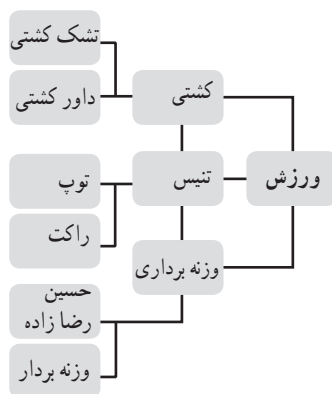 ورزش
کشتی
تشک کشتی
داور کشتی
تنیس
توپ
راکت
وزنه برداری
حسین
رضا زاده
وزنه بردار